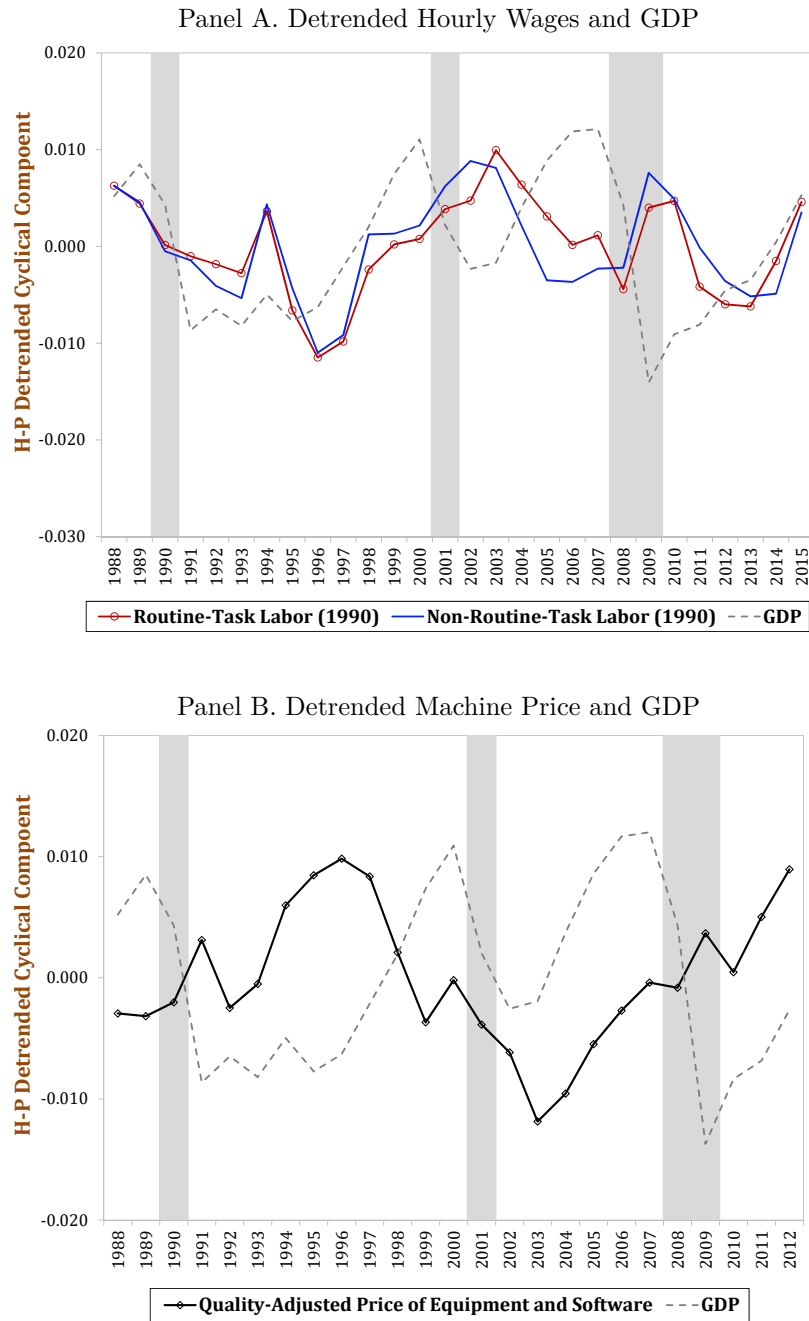 Panel A. Detrended Hourly Wages and GDP
H-P Detrended Cyclical Compoent
0.020
0.010
0.000
-0.010
-0.020
-0.030
1988 1989 1990 1991 1992 1993 1994 1995 1996 1997 1998 1999 2000 2001 2002 2003 2004 2005 2006 2007 2008 2009 2010 2011 2012 2013 2014 2015
Routine-Task Labor (1990) Non-Routine-Task Labor (1990) GDP
Panel B. Detrended Machine Price and GDP
H-P Detrended Cyclical Compoent
0.020
0.010
0.000
-0.010
-0.020
1988 1989 1990 1991 1992 1993 1994 1995 1996 1997 1998 1999 2000 2001 2002 2003 2004 2005 2006 2007 2008 2009 2010 2011 2012
Quality-Adjusted Price of Equipment and Software GDP